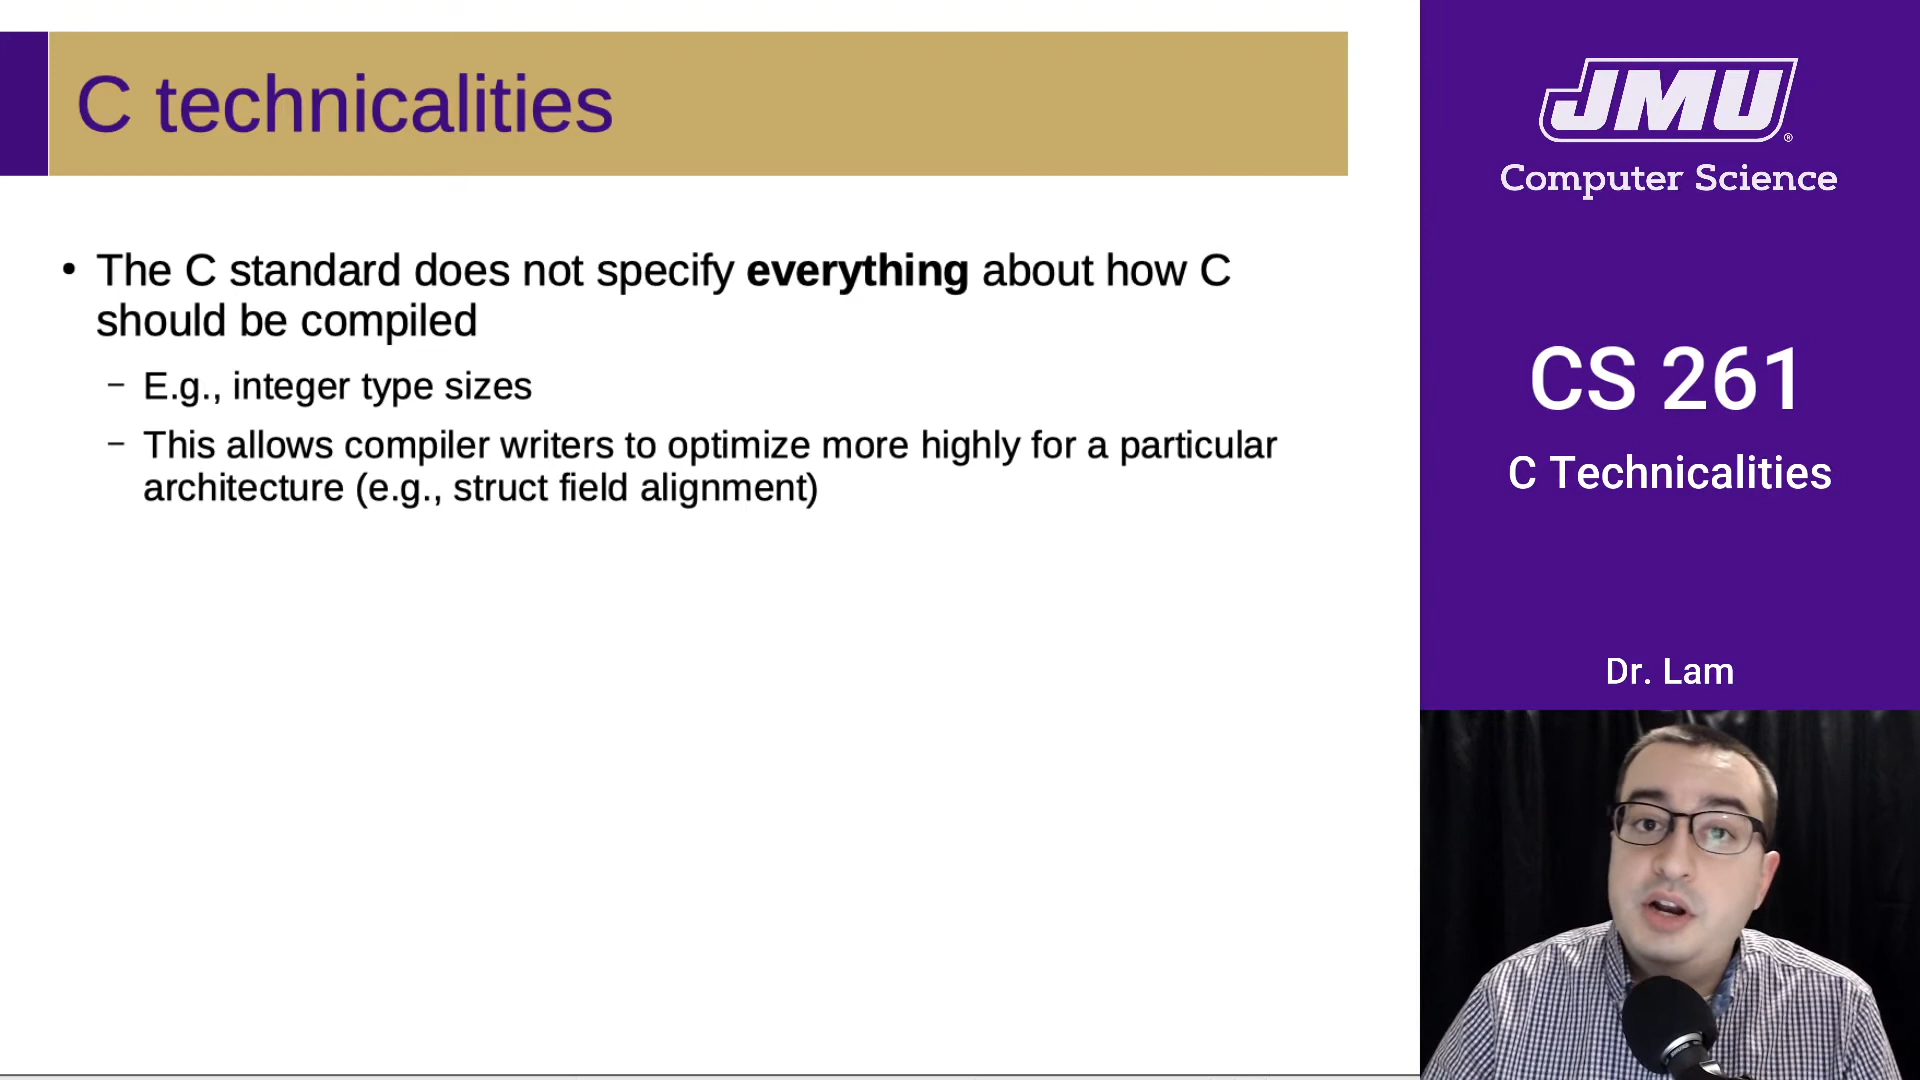 C technicalities
• The C standard does not specify everything about how C
should be compiled
– E.g., integer type sizes
– This allows compiler writers to optimize more highly for a particular
architecture (e.g., struct field alignment)
JMU®
Computer Science
CS 261
C Technicalities
Dr. Lam